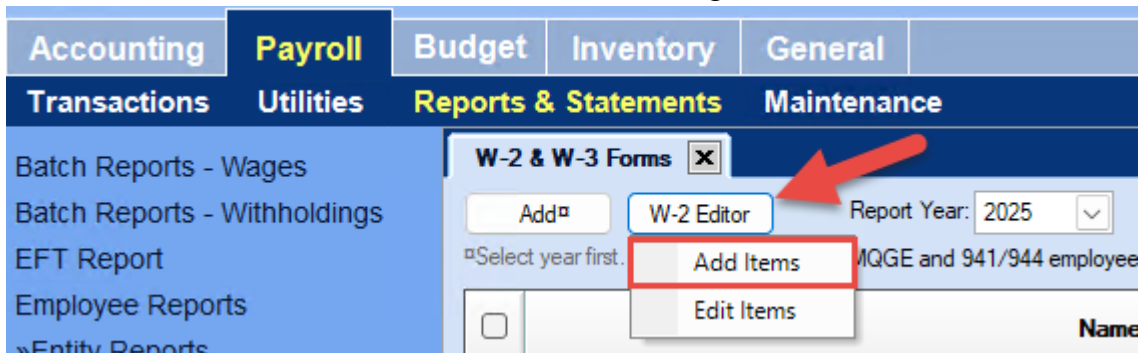 Accounting Payroll Budget Inventory General
Transactions Utilities Reports & Statements Maintenance
Batch Reports - Wages
Batch Reports - Withholdings
EFT Report
Employee Reports
»Entity Reports
W-2 & W-3 Forms
Add¤ W-2 Editor Report Year: 2025
¤Select year first. MQGE and 941/944 employee
Add Items
Edit Items
Name